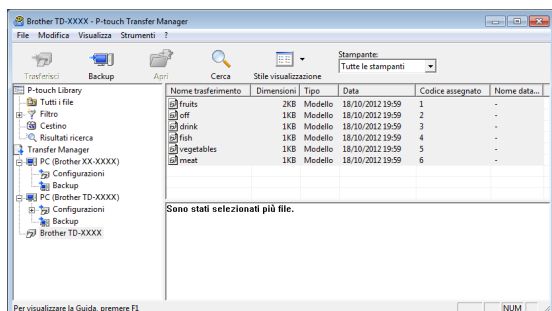 Brother TD-XXXX - P-touch Transfer Manager
File Modifica Visualizza Strumenti ?
Trasferisci Backup Apri Cerca Stile visualizzazione
Stampante:
Tutte le stampanti
P-touch Library
Tutti i file
Filtro
Cestino
Risultati ricerca
Transfer Manager
PC (Brother XX-XXXX)
Configurazioni
Backup
PC (Brother TD-XXXX)
Configurazioni
Backup
Brother TD-XXXX
Nome trasferimento Dimensioni Tipo Data Codice assegnato Nome data...
fruits 2KB Modello 18/10/2012 19:59 1 -
off 1KB Modello 18/10/2012 19:59 2 -
drink 1KB Modello 18/10/2012 19:59 3 -
fish 1KB Modello 18/10/2012 19:59 4 -
vegetables 1KB Modello 18/10/2012 19:59 5 -
meat 1KB Modello 18/10/2012 19:59 6 -
Sono stati selezionati più file.
Per visualizzare la Guida, premere F1
NUM